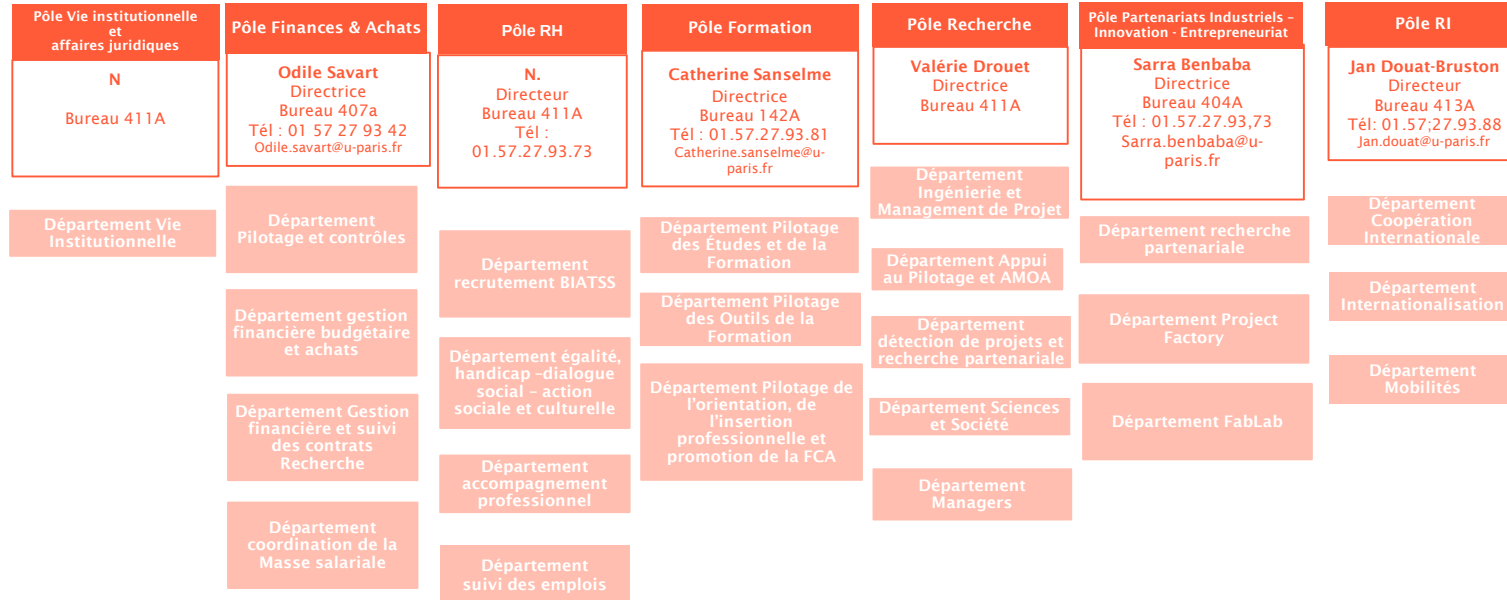 Pôle Vie institutionnelle
et
affaires juridiques
N
Bureau 411A
Département Vie
Institutionnelle
Pôle Finances & Achats
Odile Savart
Directrice
Bureau 407a
Tél : 01 57 27 93 42
Odile.savart@u-paris.fr
Département
Pilotage et contrôles
Département gestion
financière budgétaire
et achats
Département Gestion
financière et suivi
des contrats
Recherche
Département
coordination de la
Masse salariale
Pôle RH
N.
Directeur
Bureau 411A
Tél :
01.57.27.93.73
Département
recrutement BIATSS
Département égalité,
handicap –dialogue
social – action
sociale et culturelle
Département
accompagnement
professionnel
Département
suivi des emplois
Pôle Formation
Catherine Sanselme
Directrice
Bureau 142A
Tél : 01.57.27.93.81
Catherine.sanselme@u-
paris.fr
Département Pilotage
des Études et de la
Formation
Département Pilotage
des Outils de la
Formation
Département Pilotage de
l’orientation, de
l’insertion
professionnelle et
promotion de la FCA
Pôle Recherche
Valérie Drouet
Directrice
Bureau 411A
Département
Ingénierie et
Management de Projet
Département Appui
au Pilotage et AMOA
Département
détection de projets et
recherche partenariale
Département Sciences
et Société
Département
Managers
Pôle Partenariats Industriels –
Innovation - Entrepreneuriat
Sarra Benbaba
Directrice
Bureau 404A
Tél : 01.57.27.93,73
Sarra.benbaba@u-
paris.fr
Département recherche
partenariale
Département Project
Factory
Département FabLab
Pôle RI
Jan Douat-Bruston
Directeur
Bureau 413A
Tél: 01.57;27.93.88
Jan.douat@u-paris.fr
Département
Coopération
Internationale
Département
Internationalisation
Département
Mobilités